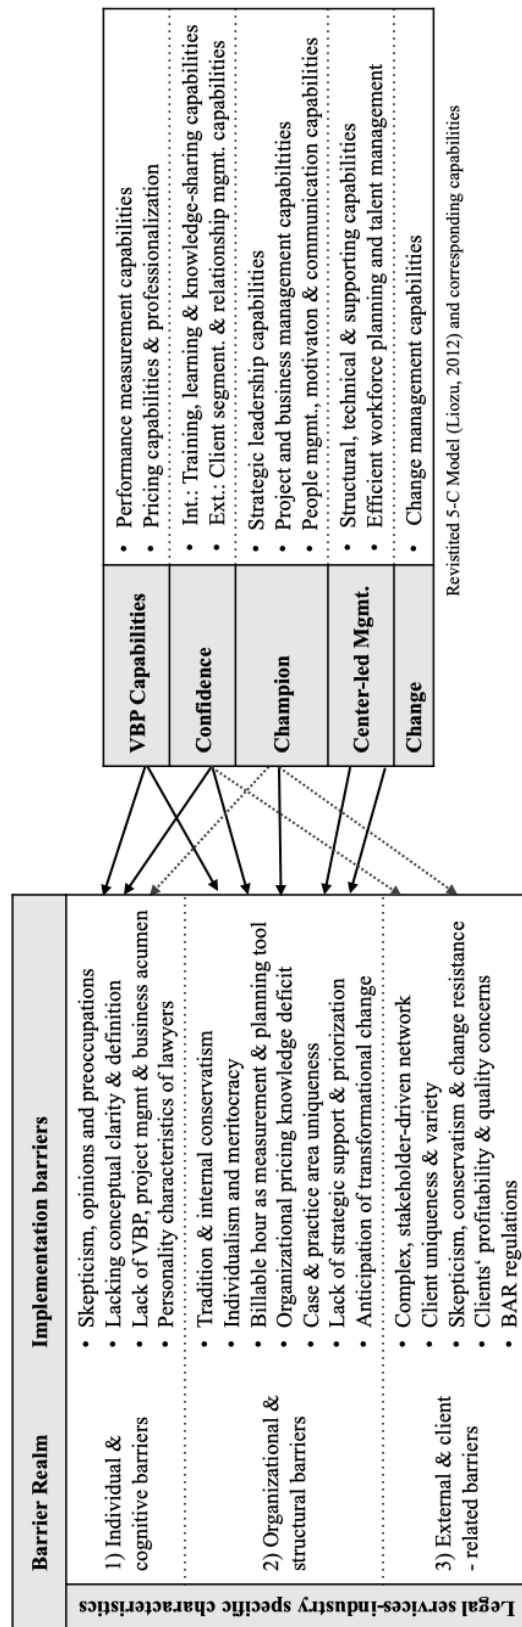 Legal services-industry specific characteristics
Barrier Realm
Implementation barriers
1) Individual &
cognitive barriers
• Skepticism, opinions and preoccupations
• Lacking conceptual clarity & definition
• Lack of VBP, project mgmt & business acumen
• Personality characteristics of lawyers
2) Organizational &
structural barriers
• Tradition & internal conservatism
• Individualism and meritocracy
• Billable hour as measurement & planning tool
• Organizational pricing knowledge deficit
• Case & practice area uniqueness
• Lack of strategic support & priorization
• Anticipation of transformational change
3) External & client
- related barriers
• Complex, stakeholder-driven network
• Client uniqueness & variety
• Skepticism, conservatism & change resistance
• Clients‘ profitability & quality concerns
• BAR regulations
VBP Capabilities
• Performance measurement capabilities
• Pricing capabilities & professionalization
Confidence
• Int.: Training, learning & knowledge-sharing capabilities
• Ext.: Client segment. & relationship mgmt. capabilities
Champion
• Strategic leadership capabilities
• Project and business management capabiltities
• People mgmt., motivaton & communication capabilities
Center-led Mgmt.
• Structural, technical & supporting capabilities
• Efficient workforce planning and talent management
Change
• Change management capabilities
Revistited 5-C Model (Liozu, 2012) and corresponding capabilities